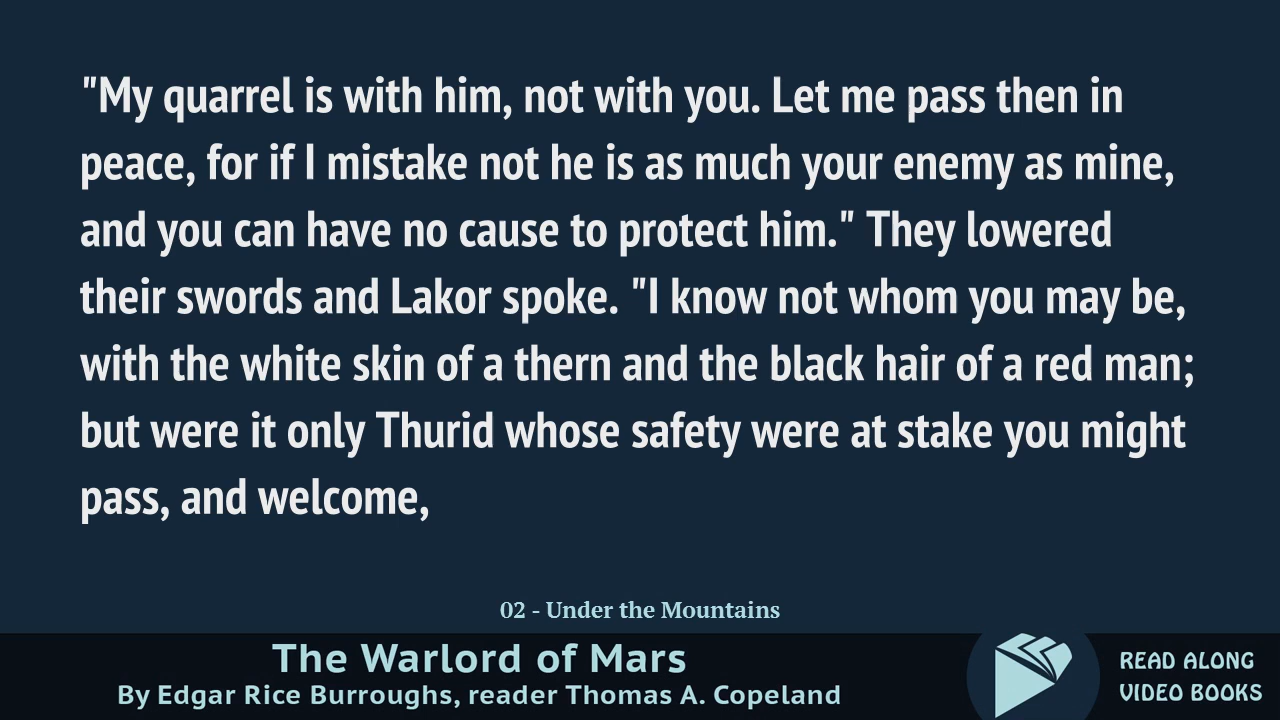 "My quarrel is with him, not with you. Let me pass then in
peace, for if I mistake not he is as much your enemy as mine,
and you can have no cause to protect him." They lowered
their swords and Lakor spoke. "I know not whom you may be,
with the white skin of a thern and the black hair of a red man;
but were it only Thurid whose safety were at stake you might
pass, and welcome,
02 - Under the Mountains
The Warlord of Mars
By Edgar Rice Burroughs, reader Thomas A. Copeland
READ ALONG
VIDEO BOOKS